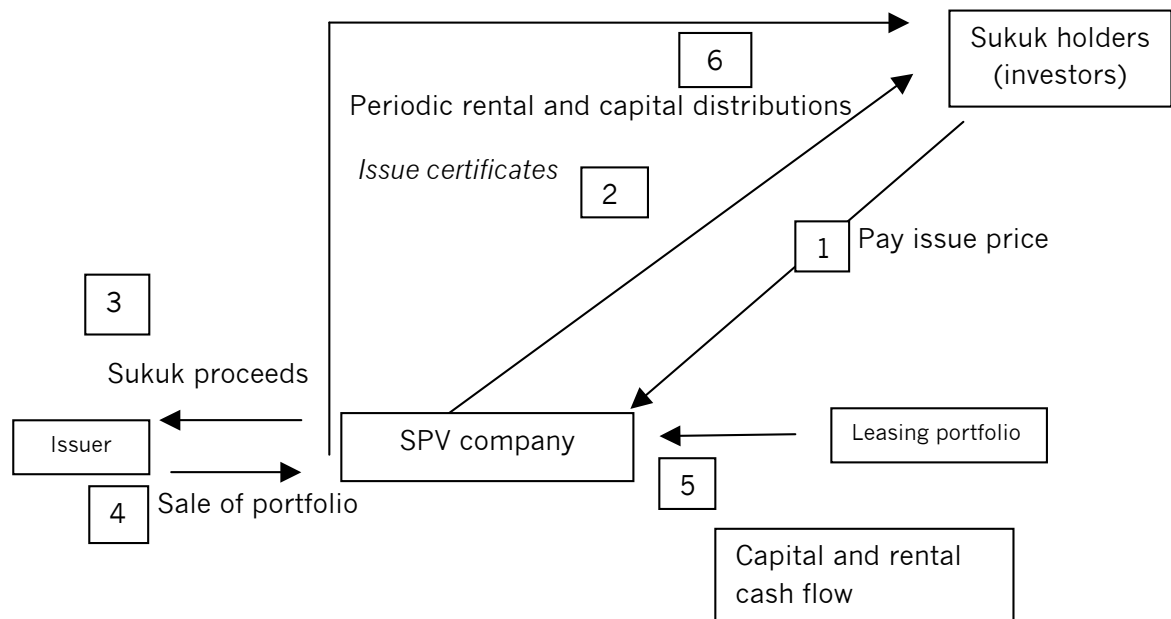 Sukuk holders
(investors)
6
Periodic rental and capital distributions
Issue certificates
2
1
Pay issue price
3
Sukuk proceeds
Issuer
SPV company
Leasing portfolio
4
Sale of portfolio
5
Capital and rental
cash flow